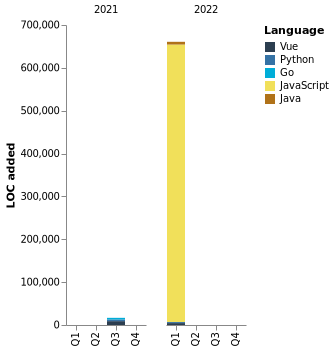 2021
2022
Language
Vue
Python
Go
JavaScript
Java
LOC added
700,000
600,000
500,000
400,000
300,000
200,000
100,000
0
Q1
Q2
Q3
Q4
Q1
Q2
Q3
Q4